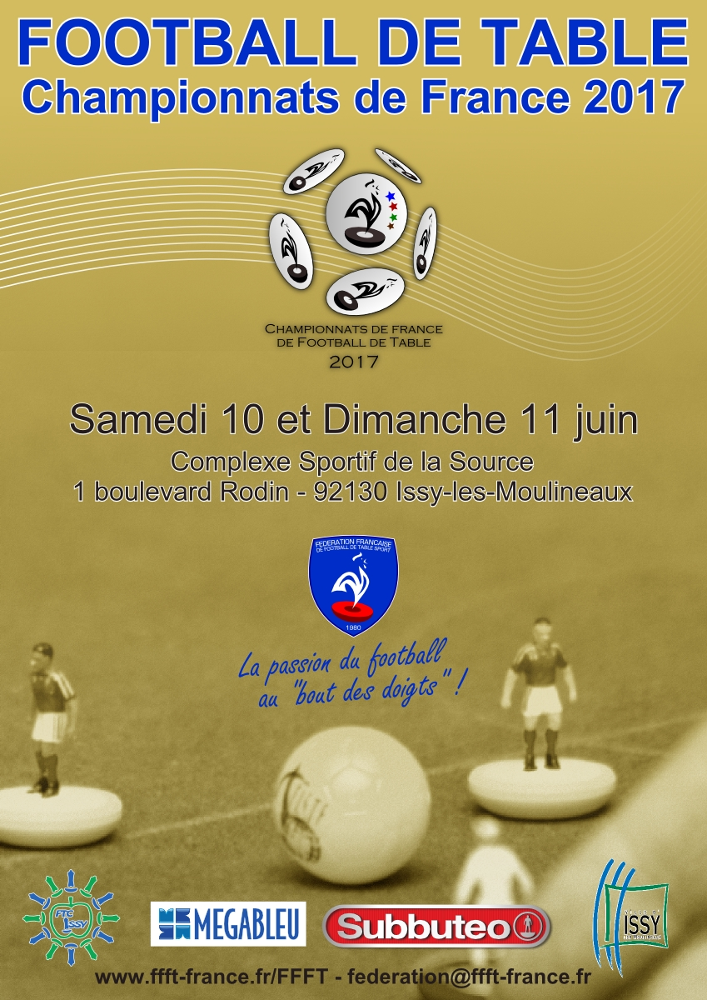 FOOTBALL DE TABLE
Championnats de France 2017
CHAMPIONNATS DE FRANCE
DE FOOTBALL DE TABLE
2017
Samedi 10 et Dimanche 11 juin
Complexe Sportif de la Source
1 boulevard Rodin - 92130 Issy-les-Moulineaux
FEDERATION FRANCAISE
DE FOOTBALL DE TABLE SPORT
1980
La passion du football
au "bout des doigts" !
FTC
ISSY
MEGABLEU
Subbuteo
ISSY
www.ffft-france.fr/FFFT - federation@ffft-france.fr